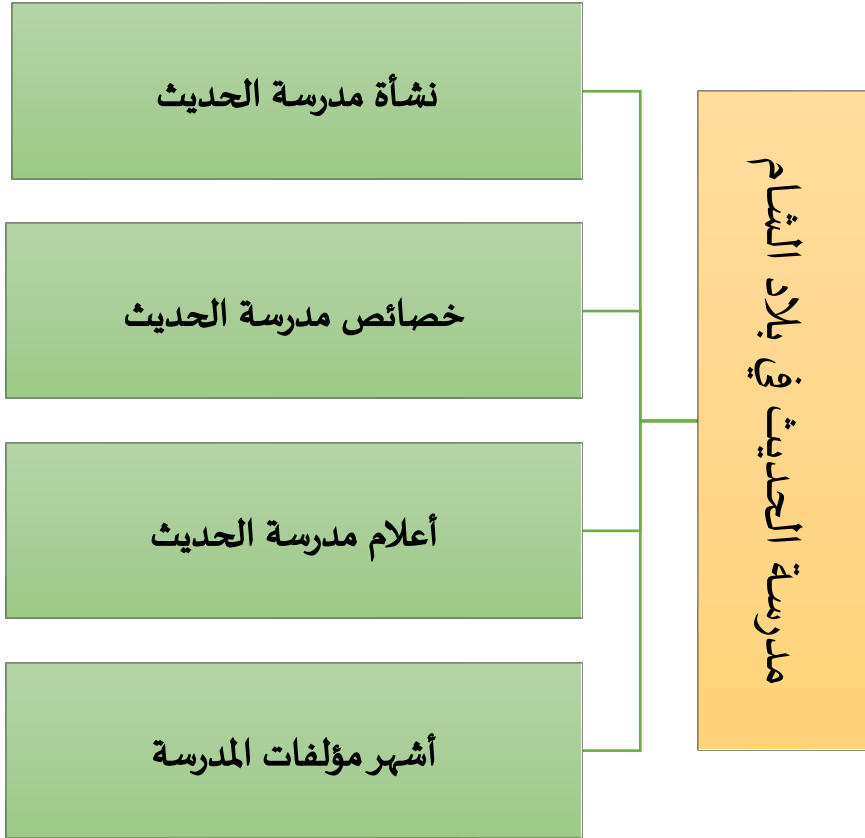 مدرسة الحديث في بلاد الشام
نشأة مدرسة الحديث
خصائص مدرسة الحديث
أعلام مدرسة الحديث
أشهر مؤلفات المدرسة